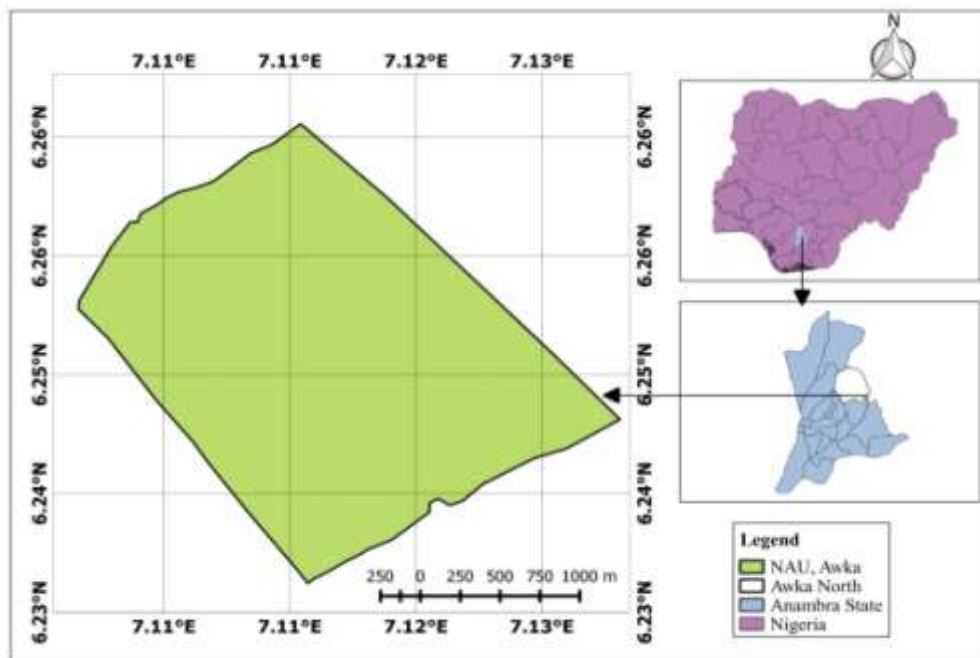 N
7.11°E 7.11°E 7.12°E 7.13°E
6.26°N 6.26°N
6.26°N 6.26°N
6.25°N 6.25°N
6.24°N 6.24°N
6.23°N 6.23°N
250 0 250 500 750 1000 m
7.11°E 7.11°E 7.12°E 7.13°E
Legend
NAU, Awka
Awka North
Anambra State
Nigeria